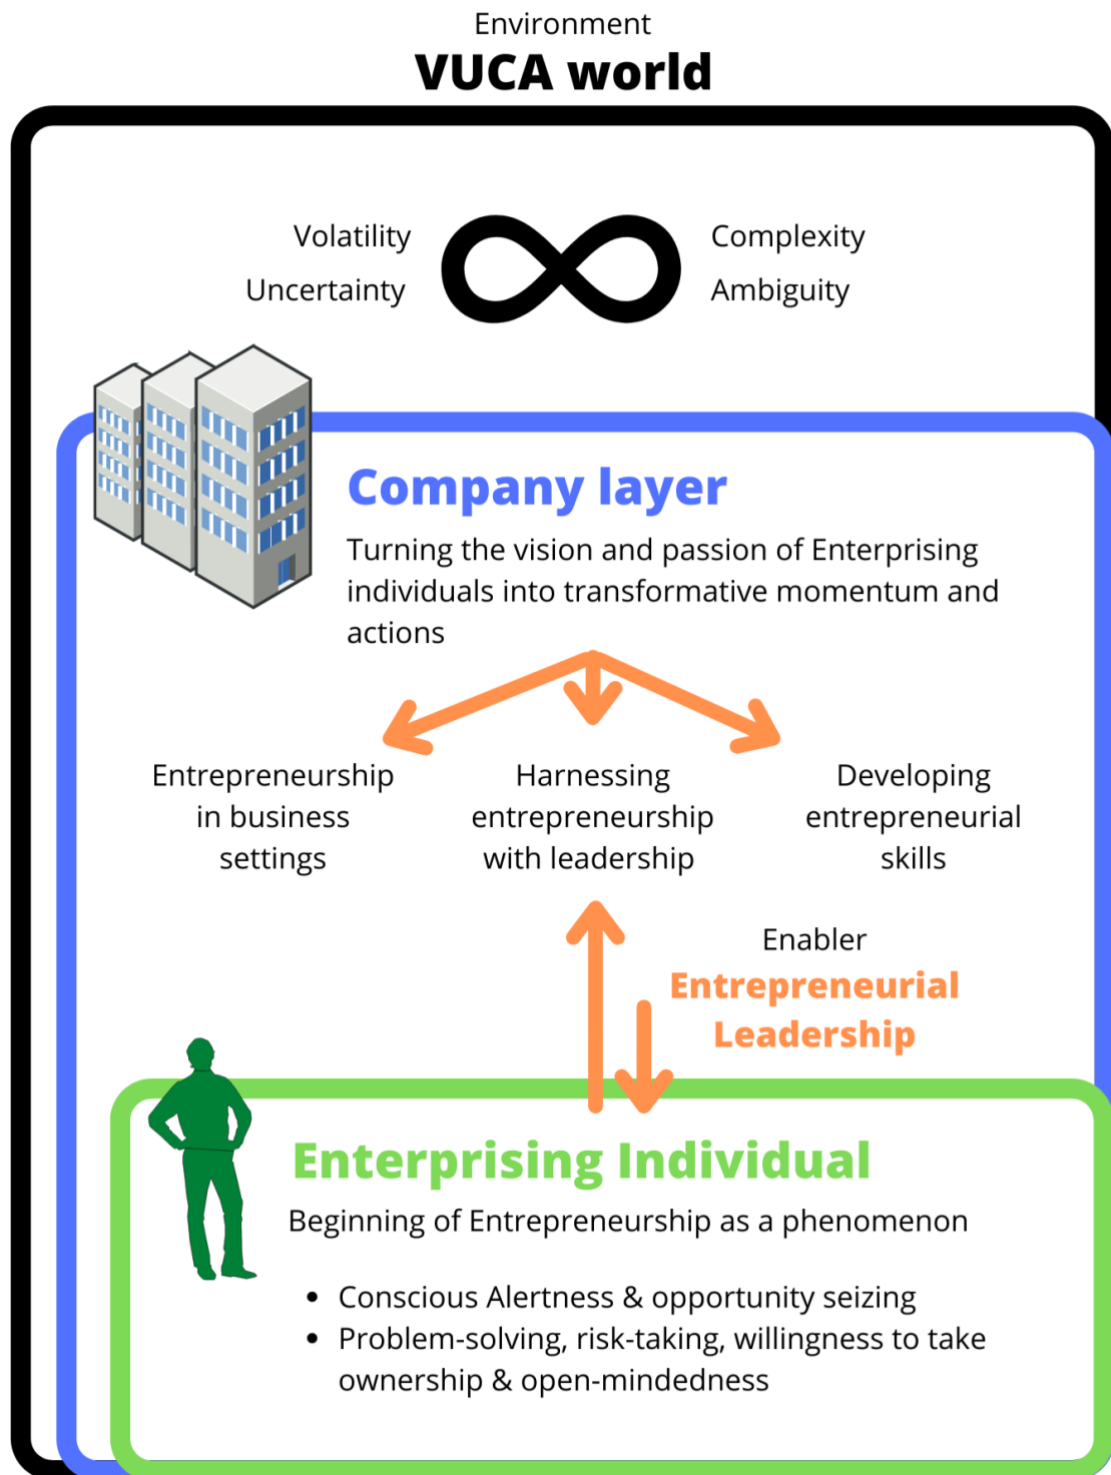 Environment
VUCA world
Volatility
Complexity
Uncertainty
Ambiguity
Company layer
Turning the vision and passion of Enterprising
individuals into transformative momentum and
actions
Entrepreneurship
in business
settings
Harnessing
entrepreneurship
with leadership
Developing
entrepreneurial
skills
Enabler
Entrepreneurial
Leadership
Enterprising Individual
Beginning of Entrepreneurship as a phenomenon
• Conscious Alertness & opportunity seizing
• Problem-solving, risk-taking, willingness to take
ownership & open-mindedness